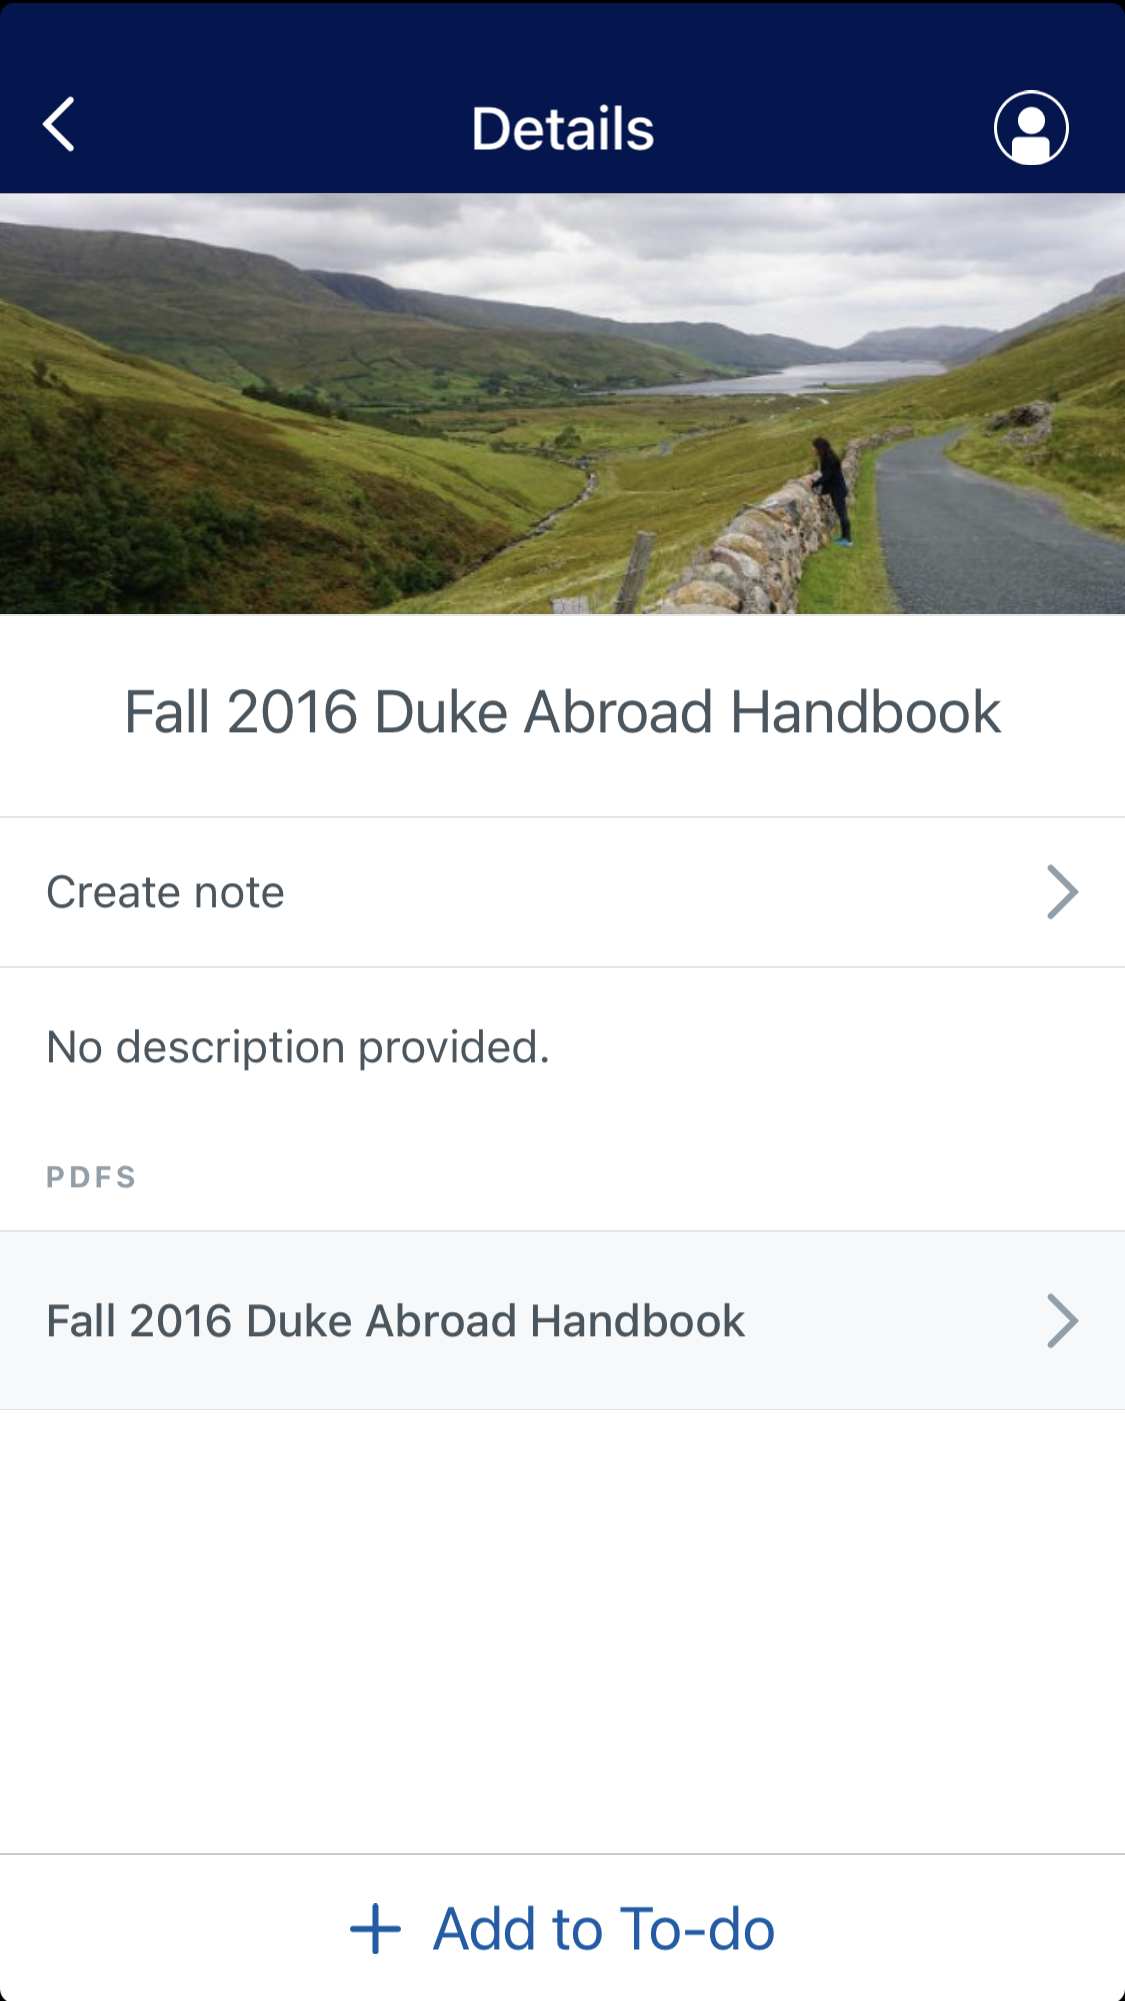 Details
Fall 2016 Duke Abroad Handbook
Create note
No description provided.
PDFS
Fall 2016 Duke Abroad Handbook
+ Add to To-do